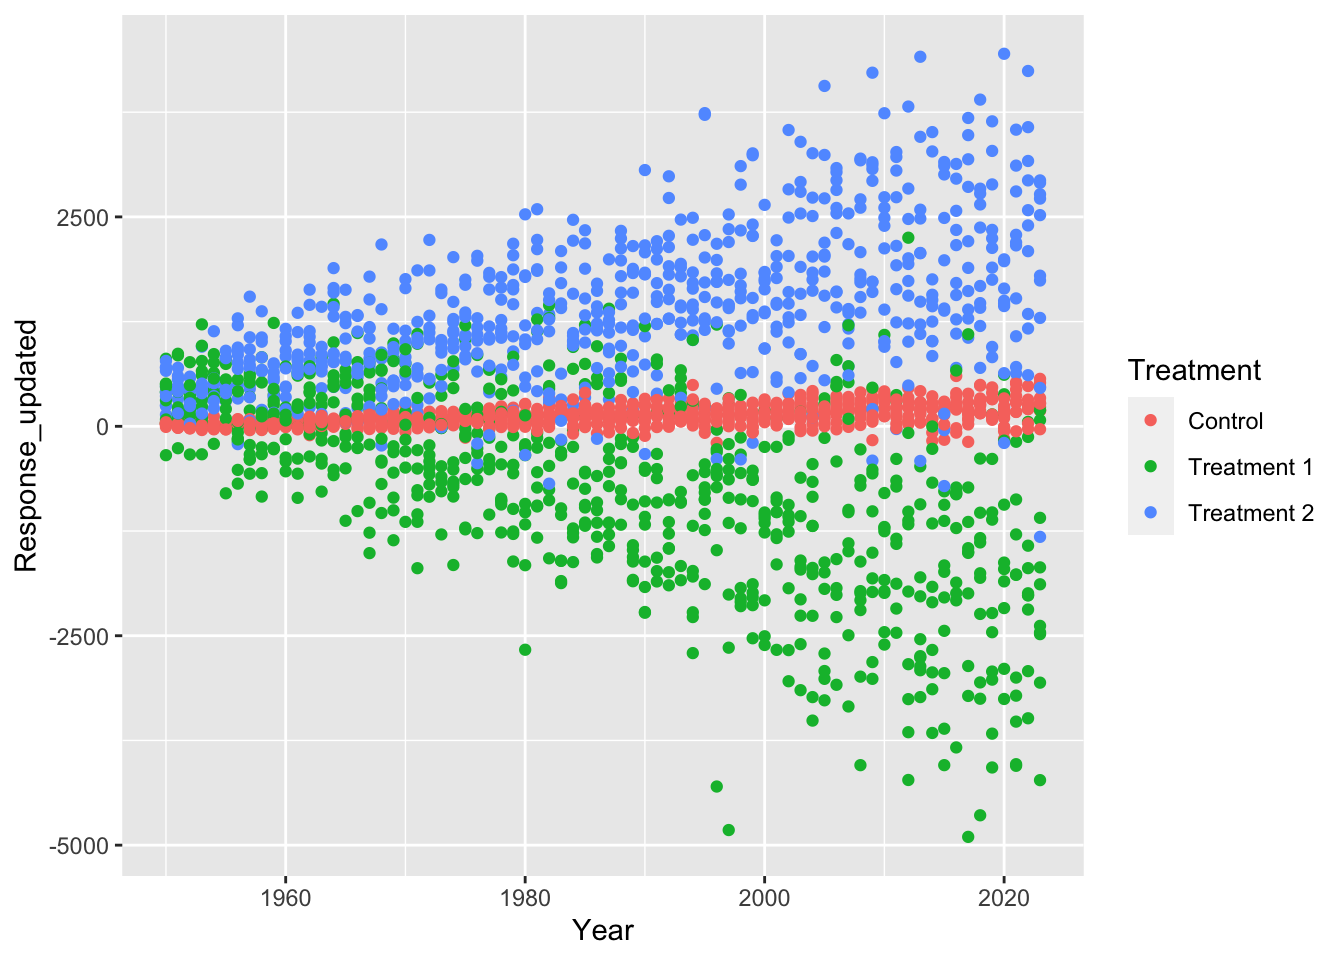 Response_updated
2500
0
-2500
-5000
1960 1980 2000 2020
Year
Treatment
Control
Treatment 1
Treatment 2